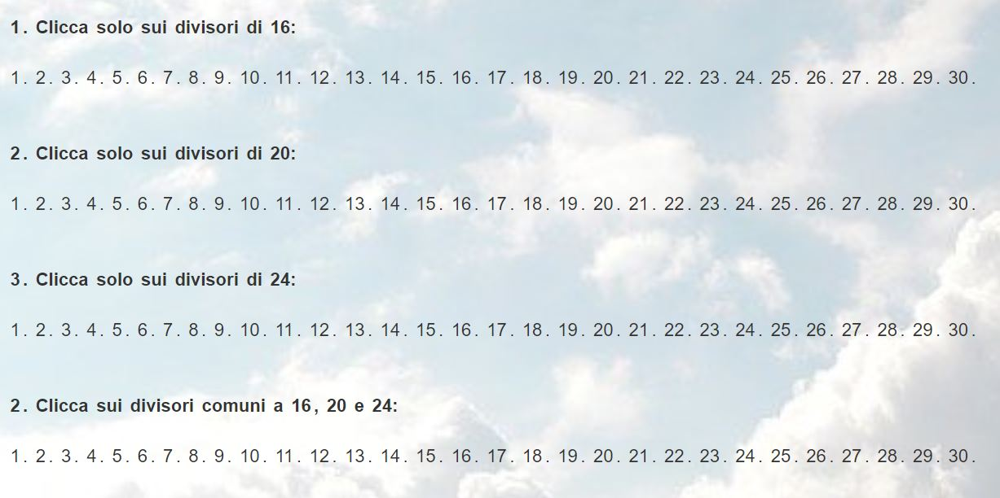 1. Clicca solo sui divisori di 16:
1. 2. 3. 4. 5. 6. 7. 8. 9. 10. 11. 12. 13. 14. 15. 16. 17. 18. 19. 20. 21. 22. 23. 24. 25. 26. 27. 28. 29. 30.
2. Clicca solo sui divisori di 20:
1. 2. 3. 4. 5. 6. 7. 8. 9. 10. 11. 12. 13. 14. 15. 16. 17. 18. 19. 20. 21. 22. 23. 24. 25. 26. 27. 28. 29. 30.
3. Clicca solo sui divisori di 24:
1. 2. 3. 4. 5. 6. 7. 8. 9. 10. 11. 12. 13. 14. 15. 16. 17. 18. 19. 20. 21. 22. 23. 24. 25. 26. 27. 28. 29. 30.
2. Clicca sui divisori comuni a 16, 20 e 24:
1. 2. 3. 4. 5. 6. 7. 8. 9. 10. 11. 12. 13. 14. 15. 16. 17. 18. 19. 20. 21. 22. 23. 24. 25. 26. 27. 28. 29. 30.